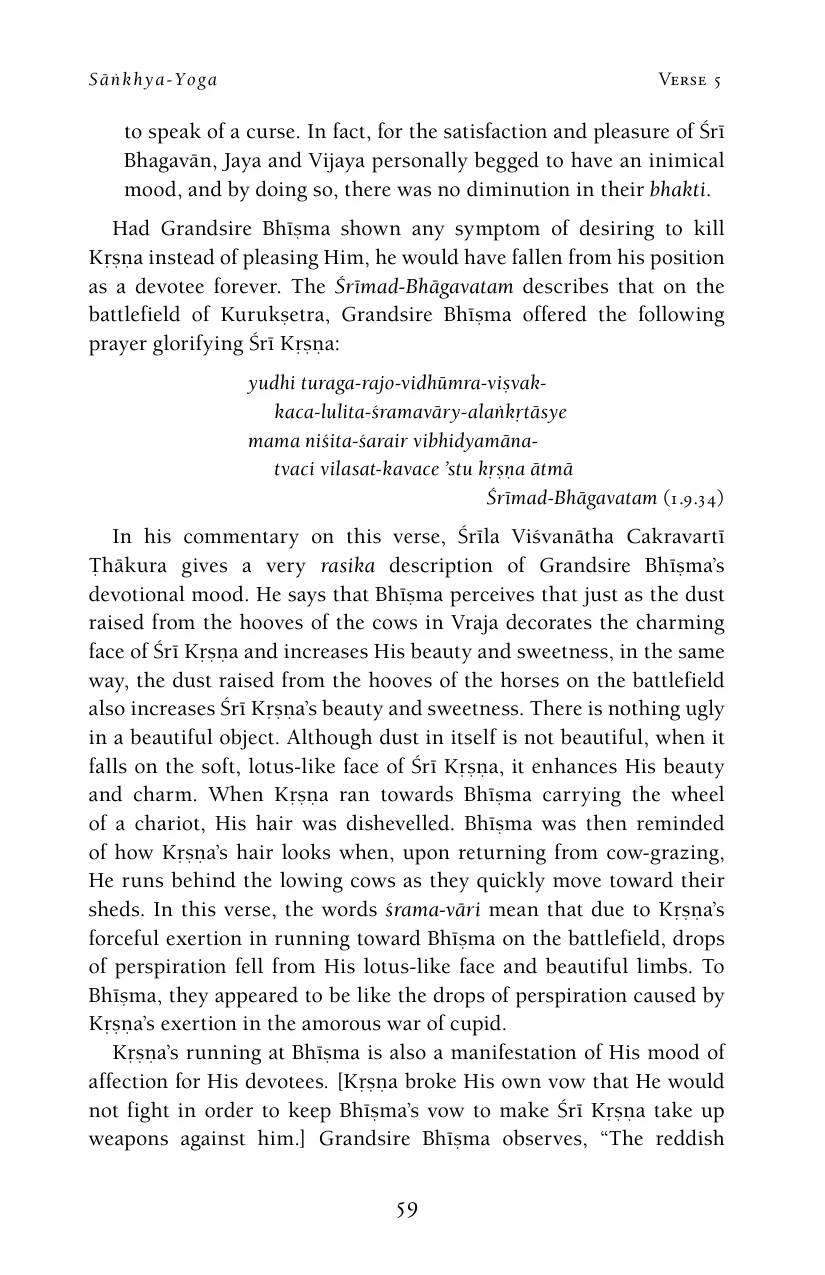 Sāṅkhya-Yoga Verse 5
to speak of a curse. In fact, for the satisfaction and pleasure of Śrī
Bhagavān, Jaya and Vijaya personally begged to have an inimical
mood, and by doing so, there was no diminution in their bhakti.
Had Grandsire Bhīṣma shown any symptom of desiring to kill
Kṛṣṇa instead of pleasing Him, he would have fallen from his position
as a devotee forever. The Śrīmad-Bhāgavatam describes that on the
battlefield of Kurukṣetra, Grandsire Bhīṣma offered the following
prayer glorifying Śrī Kṛṣṇa:
yudhi turaga-rajo-vidhūmra-viṣvak-
kaca-lulita-śramavāry-alaṅkṛtāsye
mama niśita-śarair vibhidyamāna-
tvaci vilasat-kavace ’stu kṛṣṇa ātmā
Śrīmad-Bhāgavatam (1.9.34)
In his commentary on this verse, Śrīla Viśvanātha Cakravartī
Ṭhākura gives a very rasika description of Grandsire Bhīṣma’s
devotional mood. He says that Bhīṣma perceives that just as the dust
raised from the hooves of the cows in Vraja decorates the charming
face of Śrī Kṛṣṇa and increases His beauty and sweetness, in the same
way, the dust raised from the hooves of the horses on the battlefield
also increases Śrī Kṛṣṇa’s beauty and sweetness. There is nothing ugly
in a beautiful object. Although dust in itself is not beautiful, when it
falls on the soft, lotus-like face of Śrī Kṛṣṇa, it enhances His beauty
and charm. When Kṛṣṇa ran towards Bhīṣma carrying the wheel
of a chariot, His hair was dishevelled. Bhīṣma was then reminded
of how Kṛṣṇa’s hair looks when, upon returning from cow-grazing,
He runs behind the lowing cows as they quickly move toward their
sheds. In this verse, the words śrama-vāri mean that due to Kṛṣṇa’s
forceful exertion in running toward Bhīṣma on the battlefield, drops
of perspiration fell from His lotus-like face and beautiful limbs. To
Bhīṣma, they appeared to be like the drops of perspiration caused by
Kṛṣṇa’s exertion in the amorous war of cupid.
Kṛṣṇa’s running at Bhīṣma is also a manifestation of His mood of
affection for His devotees. [Kṛṣṇa broke His own vow that He would
not fight in order to keep Bhīṣma’s vow to make Śrī Kṛṣṇa take up
weapons against him.] Grandsire Bhīṣma observes, “The reddish
59